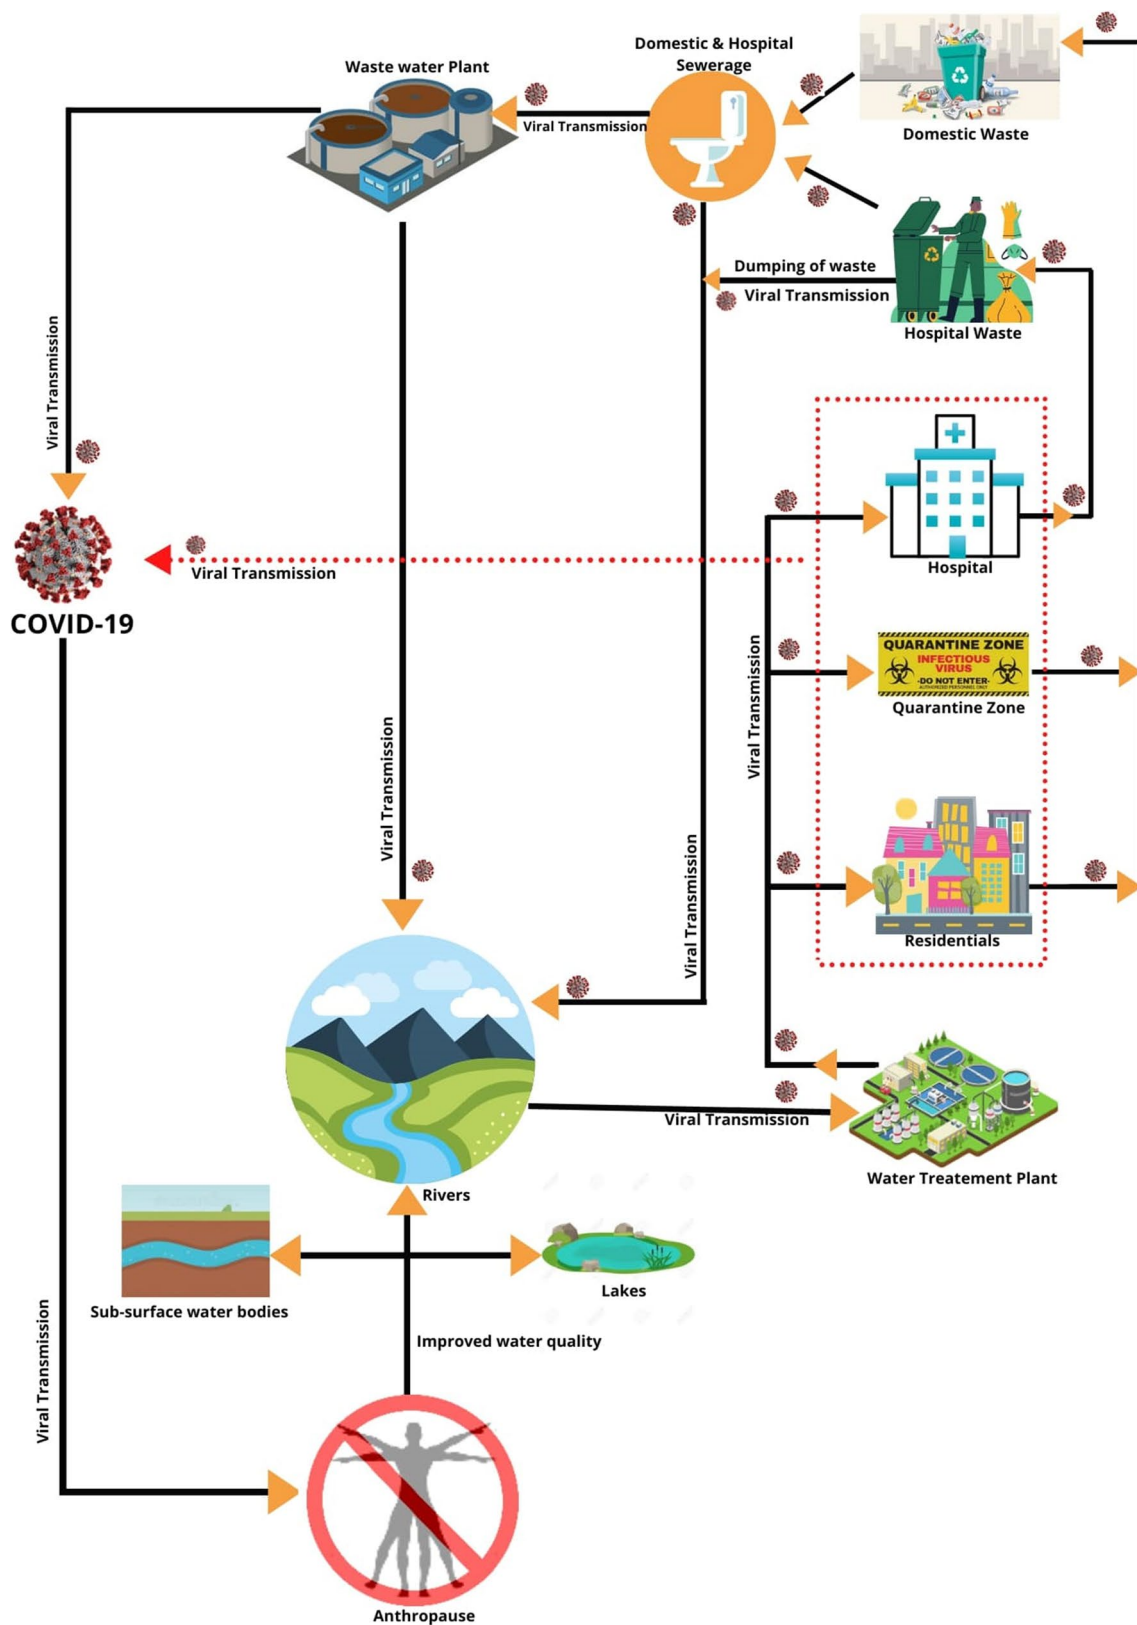 Domestic & Hospital
Sewerage
Waste water Plant
Viral Transmission
Domestic Waste
Dumping of waste
Viral Transmission
Hospital Waste
Viral Transmission
Hospital
Viral Transmission
COVID-19
QUARANTINE ZONE
INFECTIOUS
VIRUS
-DO NOT ENTER-
AUTHORIZED PERSONNEL ONLY
Quarantine Zone
Viral Transmission
Viral Transmission
Viral Transmission
Residentials
Viral Transmission
Water Treatement Plant
Rivers
Lakes
Sub-surface water bodies
Improved water quality
Viral Transmission
Anthropause